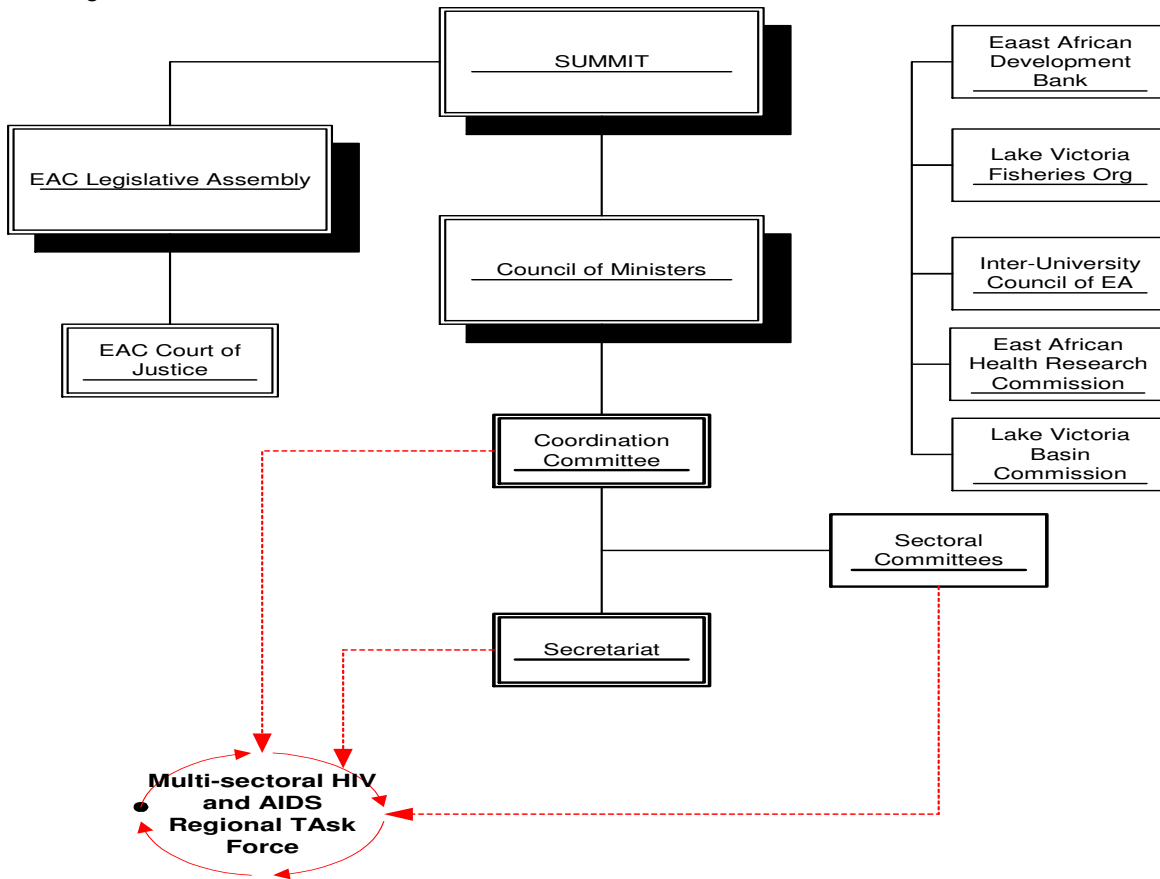 SUMMIT
EAC Legislative Assembly
EAC Court of
Justice
Council of Ministers
Coordination
Committee
Sectoral
Committees
Secretariat
Multi-sectoral HIV
and AIDS
Regional TAsk
Force
Eaast African
Development
Bank
Lake Victoria
Fisheries Org
Inter-University
Council of EA
East African
Health Research
Commission
Lake Victoria
Basin
Commission